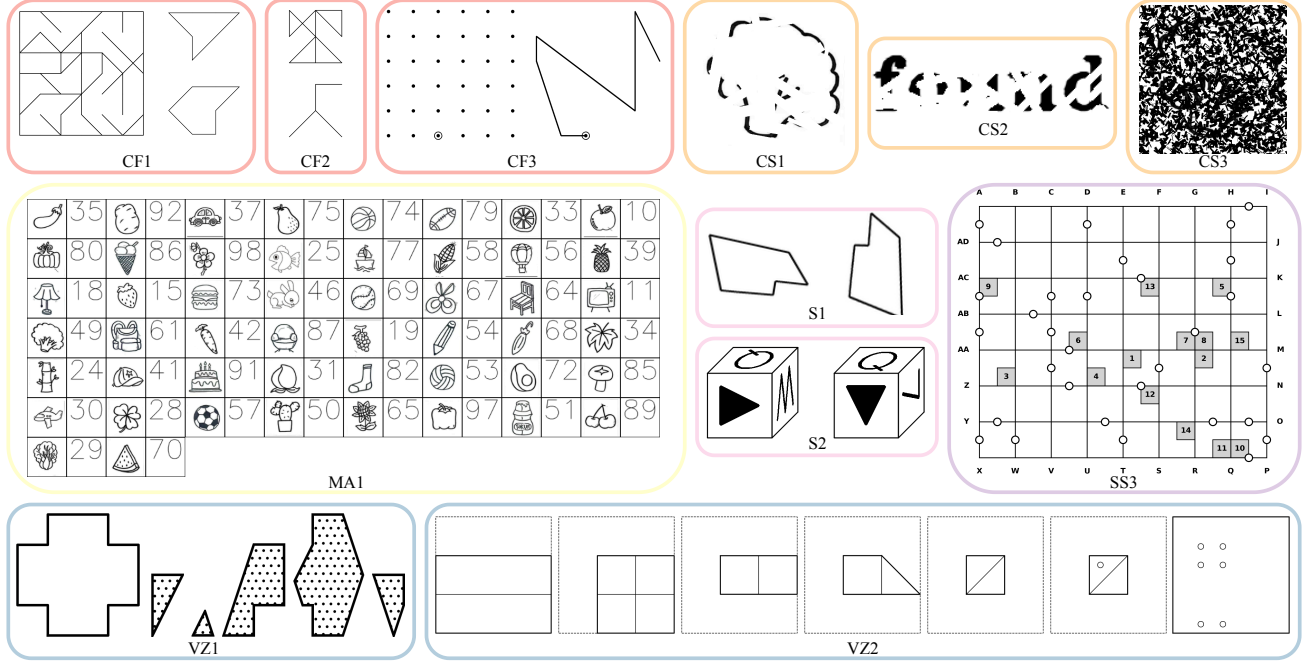 CF1
CF2
CF3
CS1
found
CS2
CS3
35 92 37 75 74 79 33 10
80 86 98 25 77 58 56 39
18 15 73 46 69 67 64 11
49 61 42 87 19 54 68 34
24 41 91 31 82 53 72 85
30 28 57 50 65 97 51 89
29 70
MA1
S1
Q M Q J
S2
A B C D E F G H I
AD J
AC K
9 13 5
AB L
6 7 8 15
AA M
1 2
3 4
Z N
12
Y O
14
11 10
X W V U T S R Q P
SS3
VZ1
VZ2